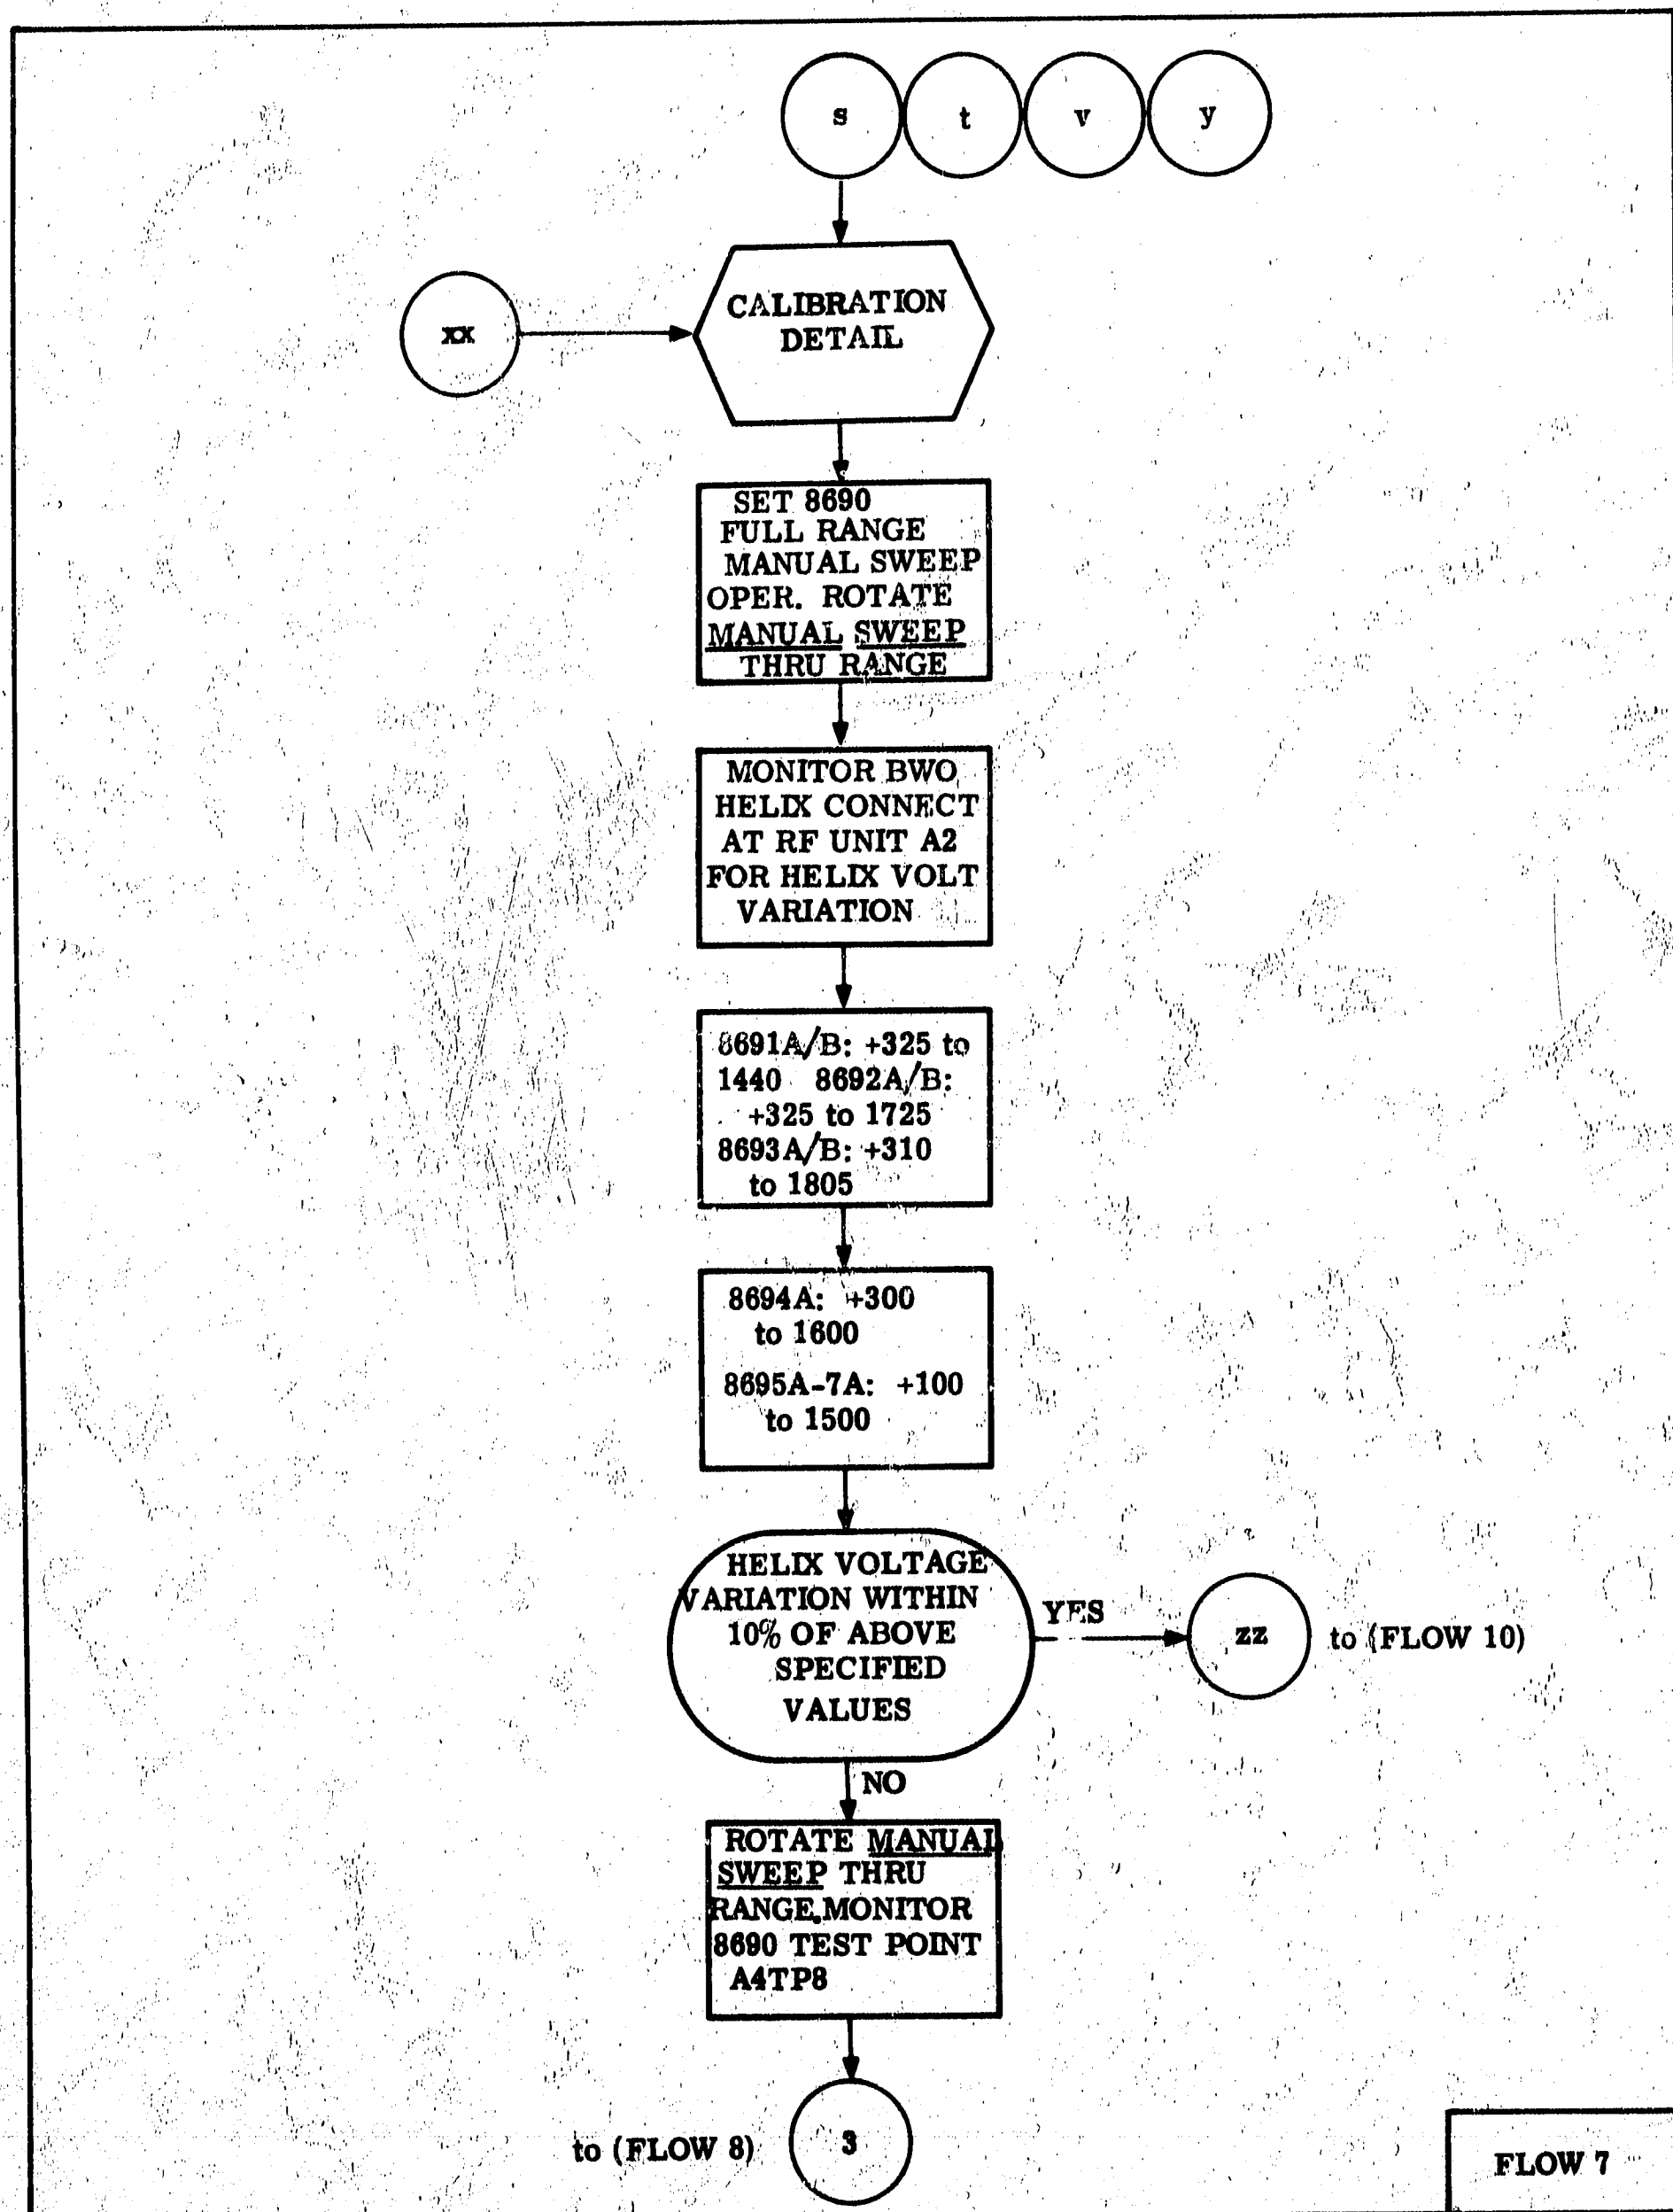 s t v y
xx
CALIBRATION
DETAIL
SET 8690
FULL RANGE
MANUAL SWEEP
OPER. ROTATE
MANUAL SWEEP
THRU RANGE
MONITOR BWO
HELIX CONNECT
AT RF UNIT A2
FOR HELIX VOLT
VARIATION
8691A/B: +325 to
1440 8692A/B:
+325 to 1725
8693A/B: +310
to 1805
8694A: +300
to 1600
8695A-7A: +100
to 1500
HELIX VOLTAGE
VARIATION WITHIN
10% OF ABOVE
SPECIFIED
VALUES
YES
zz
to (FLOW 10)
NO
ROTATE MANUAL
SWEEP THRU
RANGE.MONITOR
8690 TEST POINT
A4TP8
to (FLOW 8)
3
FLOW 7